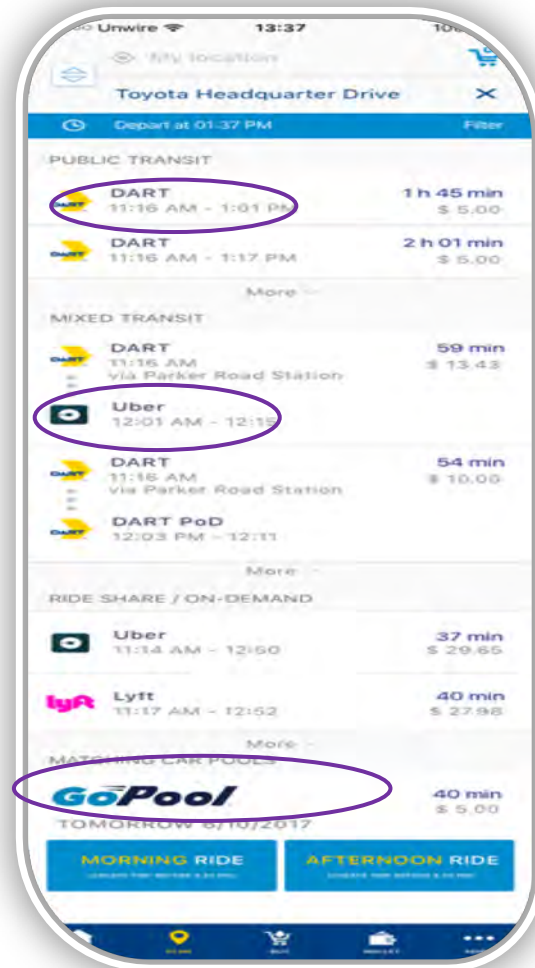 Unwire 13:37
My location
Toyota Headquarter Drive ✕
Depart at 01-37 PM Filter
PUBLIC TRANSIT
DART 1 h 45 min
11:16 AM - 1:01 PM $ 5.00
DART 2 h 01 min
11:16 AM - 1:17 PM $ 5.00
More
MIXED TRANSIT
DART 59 min
11:16 AM $ 13.43
via Parker Road Station
Uber
12:01 AM - 12:15
DART 54 min
11:16 AM $ 10.00
via Parker Road Station
DART PoD
12:03 PM - 12:11
More
RIDE SHARE / ON-DEMAND
Uber 37 min
11:14 AM - 12:50 $ 29.65
lyft Lyft 40 min
11:17 AM - 12:52 $ 27.98
More
MATCHING CAR POOLS
GoPool 40 min
$ 5.00
TOMORROW 6/10/2017
MORNING RIDE AFTERNOON RIDE